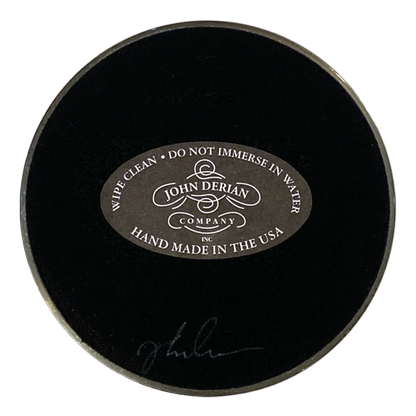 WIPE CLEAN • DO NOT IMMERSE IN WATER
JOHN DERIAN
COMPANY
INC
HAND MADE IN THE USA